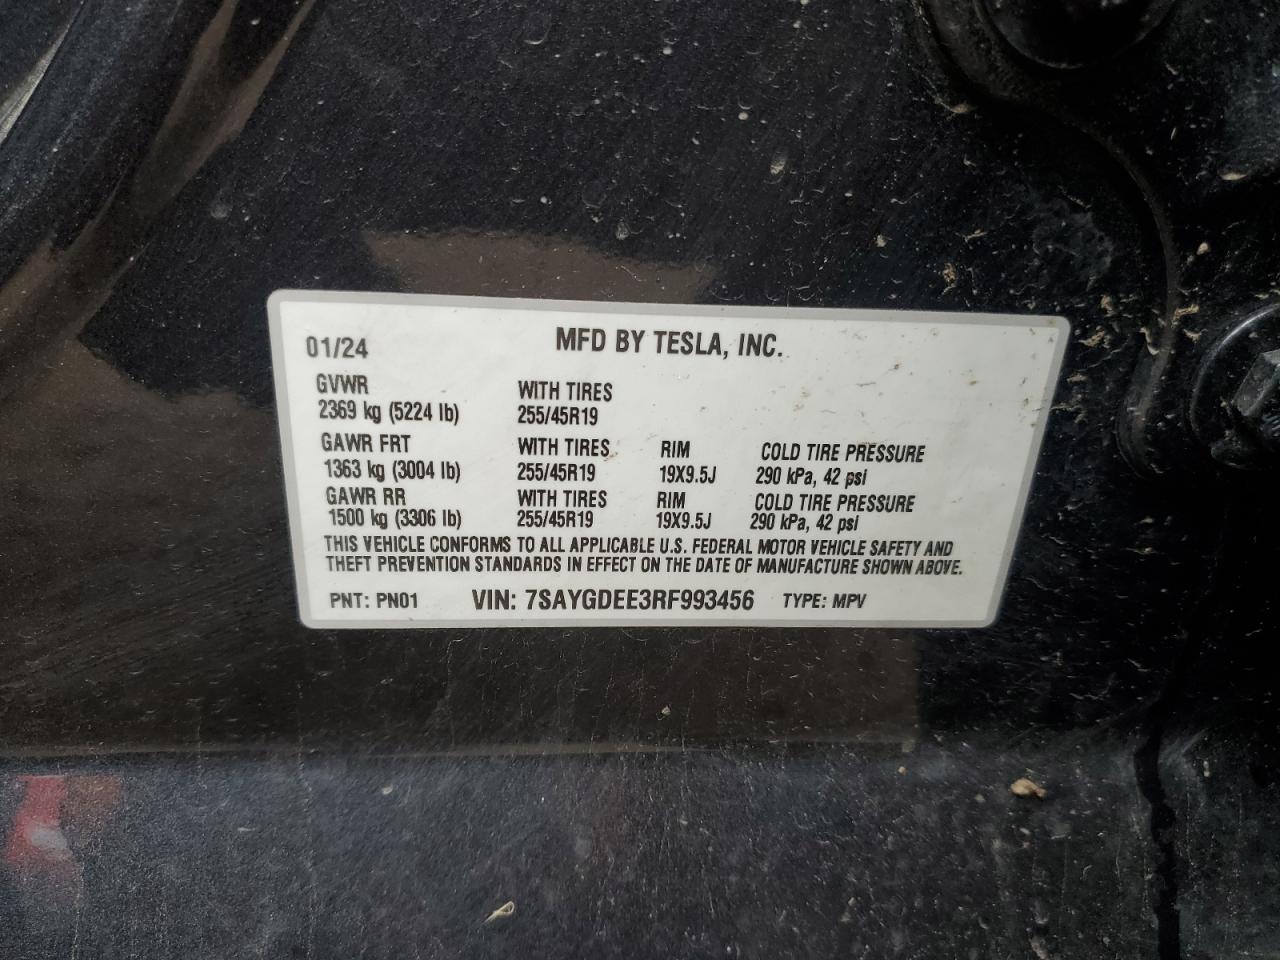 01/24 MFD BY TESLA, INC.
GVWR WITH TIRES
2369 kg (5224 lb) 255/45R19
GAWR FRT WITH TIRES RIM COLD TIRE PRESSURE
1363 kg (3004 lb) 255/45R19 19X9.5J 290 kPa, 42 psi
GAWR RR WITH TIRES RIM COLD TIRE PRESSURE
1500 kg (3306 lb) 255/45R19 19X9.5J 290 kPa, 42 psi
THIS VEHICLE CONFORMS TO ALL APPLICABLE U.S. FEDERAL MOTOR VEHICLE SAFETY AND
THEFT PREVENTION STANDARDS IN EFFECT ON THE DATE OF MANUFACTURE SHOWN ABOVE.
PNT: PN01 VIN: 7SAYGDEE3RF993456 TYPE: MPV